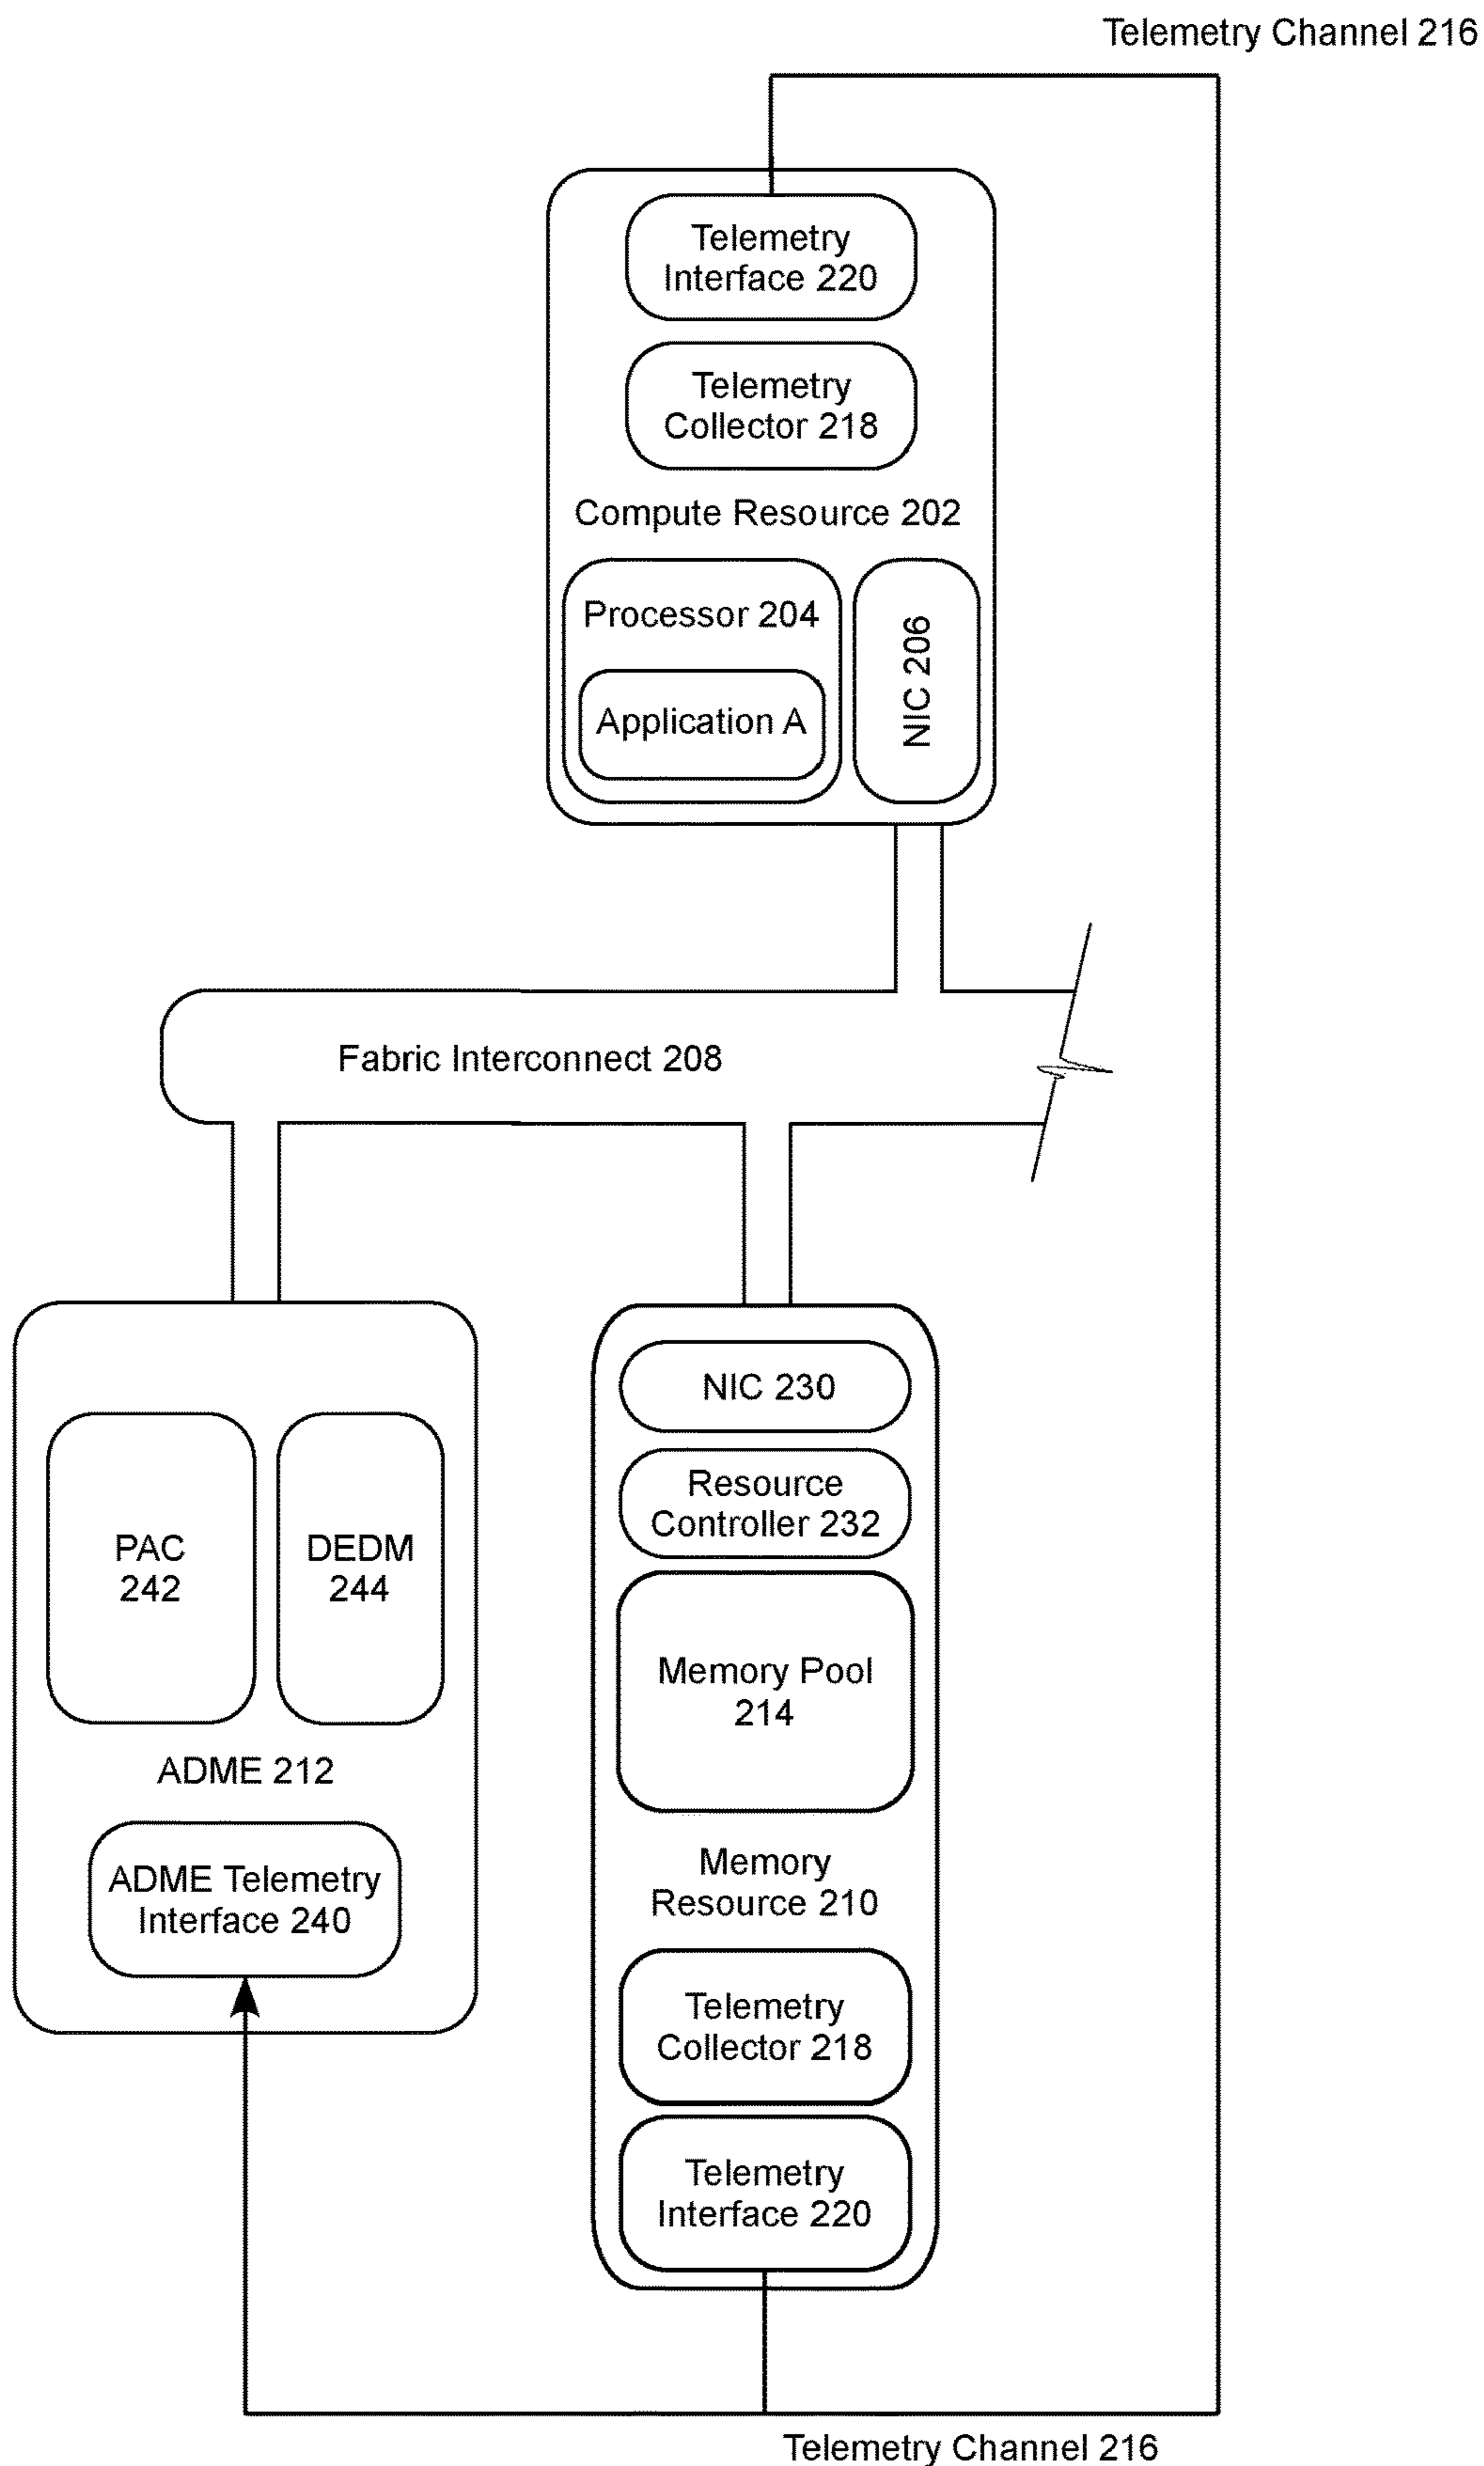 Telemetry Channel 216
Telemetry
Interface 220
Telemetry
Collector 218
Compute Resource 202
Processor 204
Application A
NIC 206
Fabric Interconnect 208
PAC
242
DEDM
244
ADME 212
ADME Telemetry
Interface 240
NIC 230
Resource
Controller 232
Memory Pool
214
Memory
Resource 210
Telemetry
Collector 218
Telemetry
Interface 220
Telemetry Channel 216